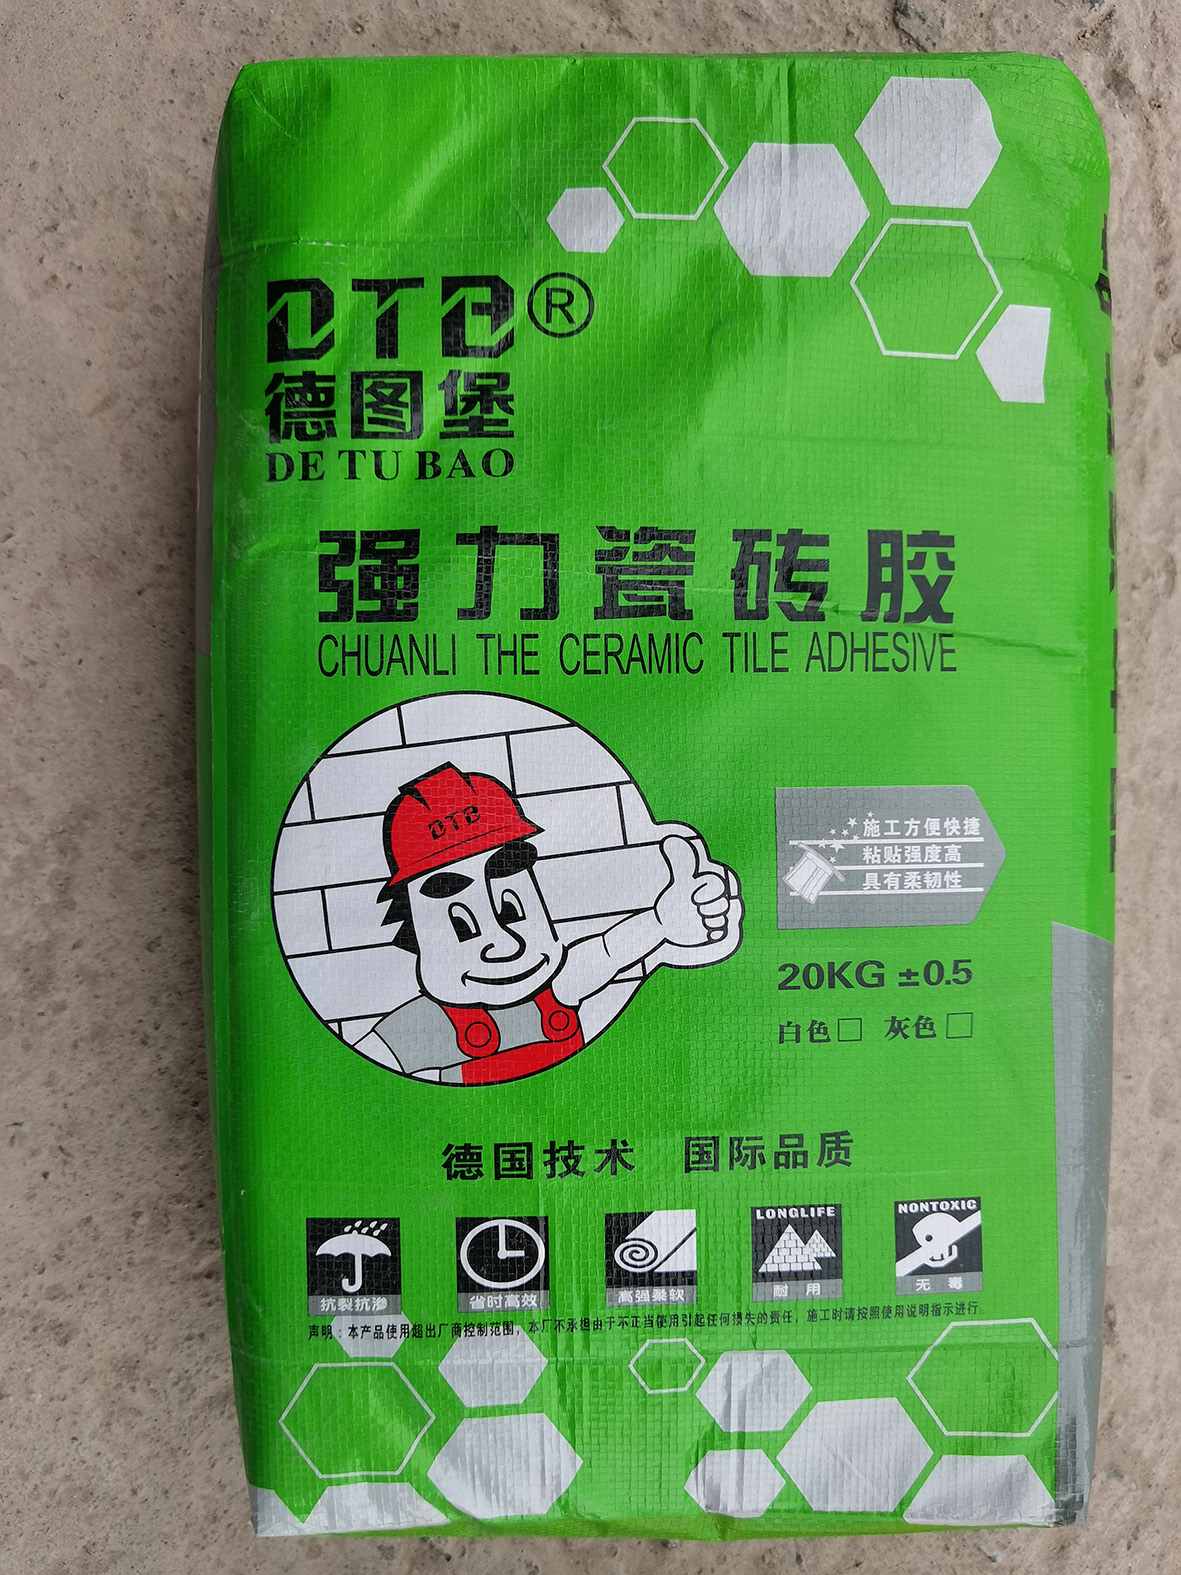 DTB®
德图堡
DE TU BAO
强力瓷砖胶
CHUANLI THE CERAMIC TILE ADHESIVE
DTB
施工方便快捷
粘贴强度高
具有柔韧性
20KG ±0.5
白色□ 灰色□
德国技术 国际品质
LONGLIFE
NONTOXIC
抗裂抗渗
省时高效
高强柔软
耐用
无毒
声明：本产品使用超出厂商控制范围，本厂不承担由于不正当使用引起任何损失的责任，施工时请按照使用说明指示进行。